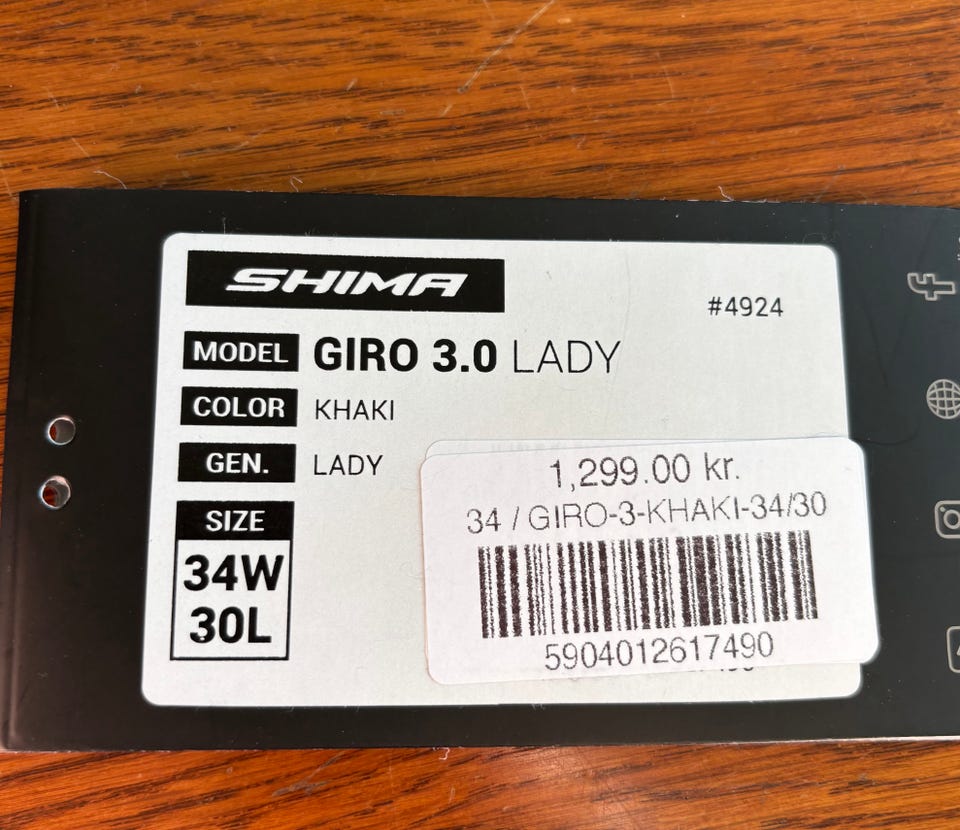 SHIMA
#4924
MODEL GIRO 3.0 LADY
COLOR KHAKI
GEN. LADY
SIZE
34W
30L
1,299.00 kr.
34 / GIRO-3-KHAKI-34/30
5904012617490